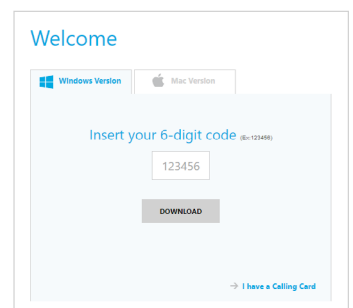 Welcome
Windows Version
Mac Version
Insert your 6-digit code (Ex:123456)
123456
DOWNLOAD
→ I have a Calling Card